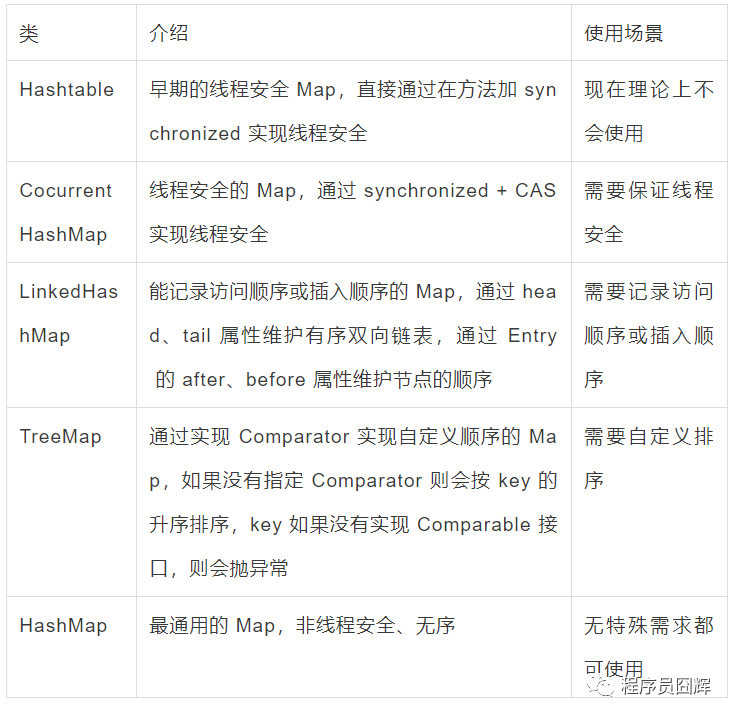 类 介绍 使用场景
Hashtable
早期的线程安全 Map，直接通过在方法加 syn
chronized 实现线程安全
现在理论上不
会使用
Cocurrent
HashMap
线程安全的 Map，通过 synchronized + CAS
实现线程安全
需要保证线程
安全
LinkedHas
hMap
能记录访问顺序或插入顺序的 Map，通过 hea
d、tail 属性维护有序双向链表，通过 Entry
的 after、before 属性维护节点的顺序
需要记录访问
顺序或插入顺
序
TreeMap
通过实现 Comparator 实现自定义顺序的 Ma
p，如果没有指定 Comparator 则会按 key 的
升序排序，key 如果没有实现 Comparable 接
口，则会抛异常
需要自定义排
序
HashMap
最通用的 Map，非线程安全、无序
无特殊需求都
可使用
程序员囧辉